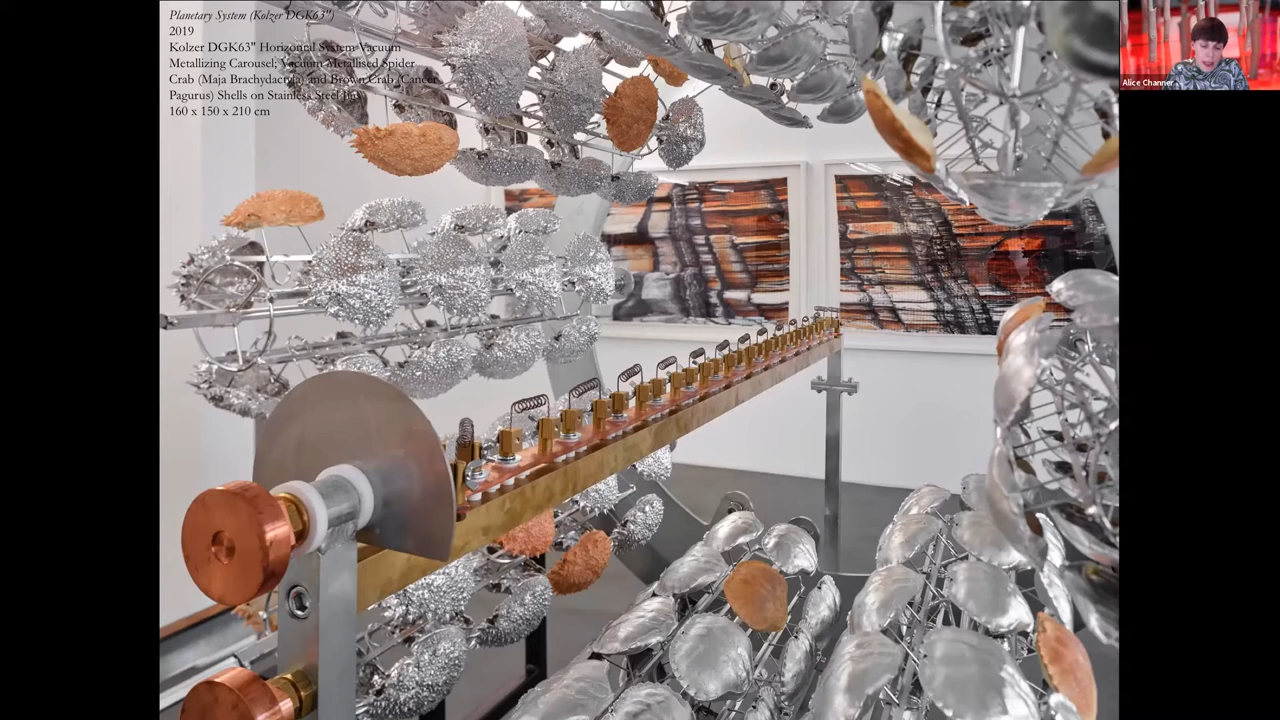 Planetary System (Kolzer DGK63")
2019
Kolzer DGK63" Horizontal System Vacuum
Metallizing Carousel; Vacuum Metallised Spider
Crab (Maja Brachydactyla) and Brown Crab (Cancer
Pagurus) Shells on Stainless Steel Jigs
160 x 150 x 210 cm
Alice Channer